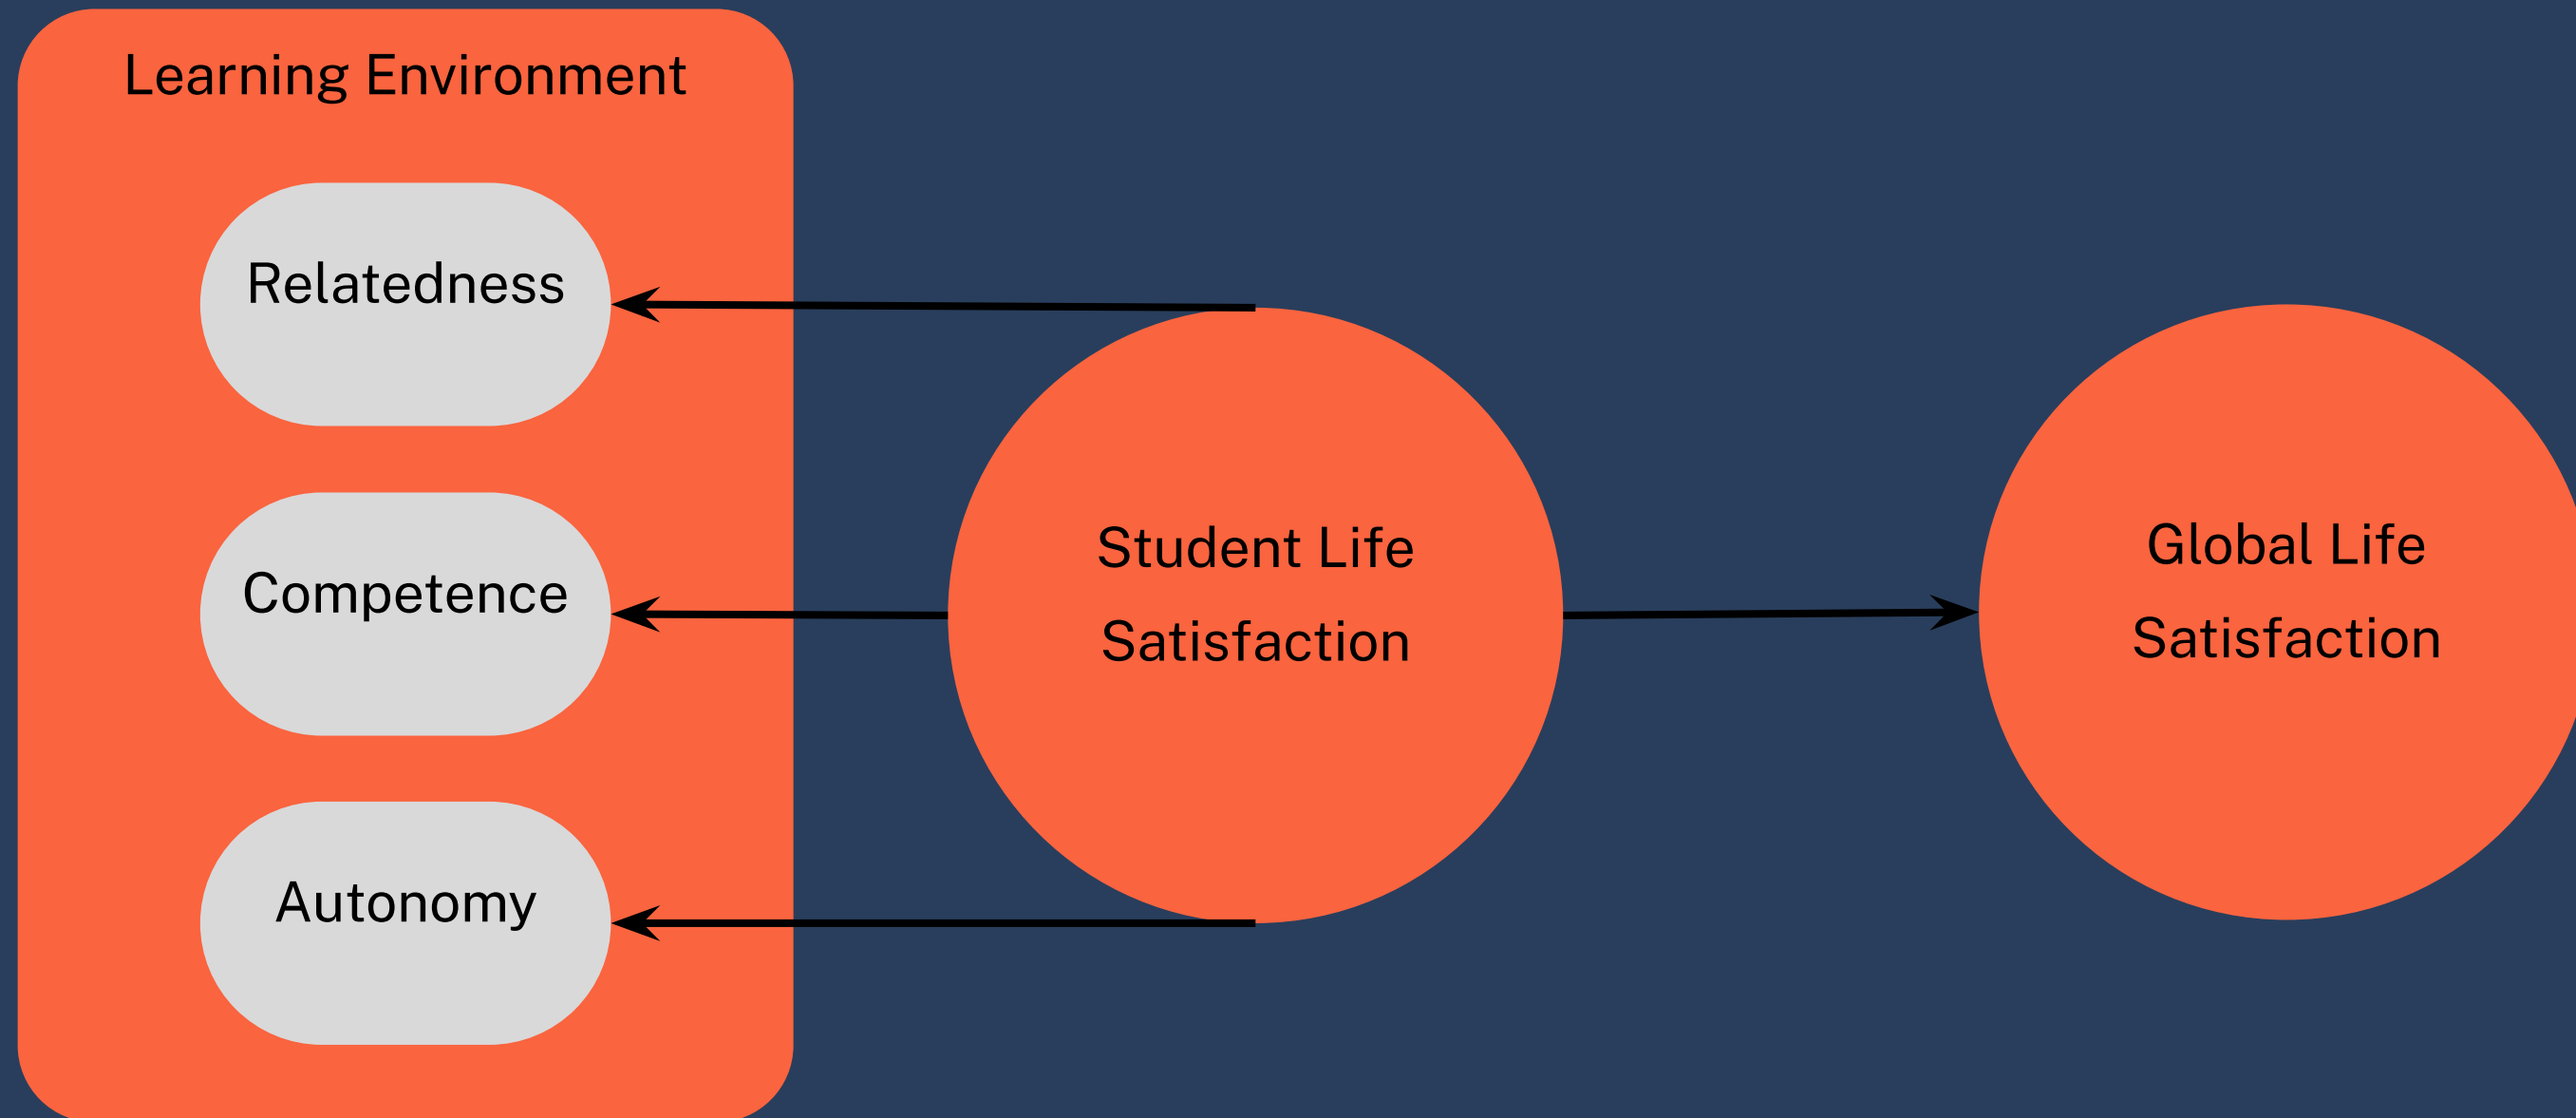 Learning Environment
Relatedness
Competence
Autonomy
Student Life
Satisfaction
Global Life
Satisfaction